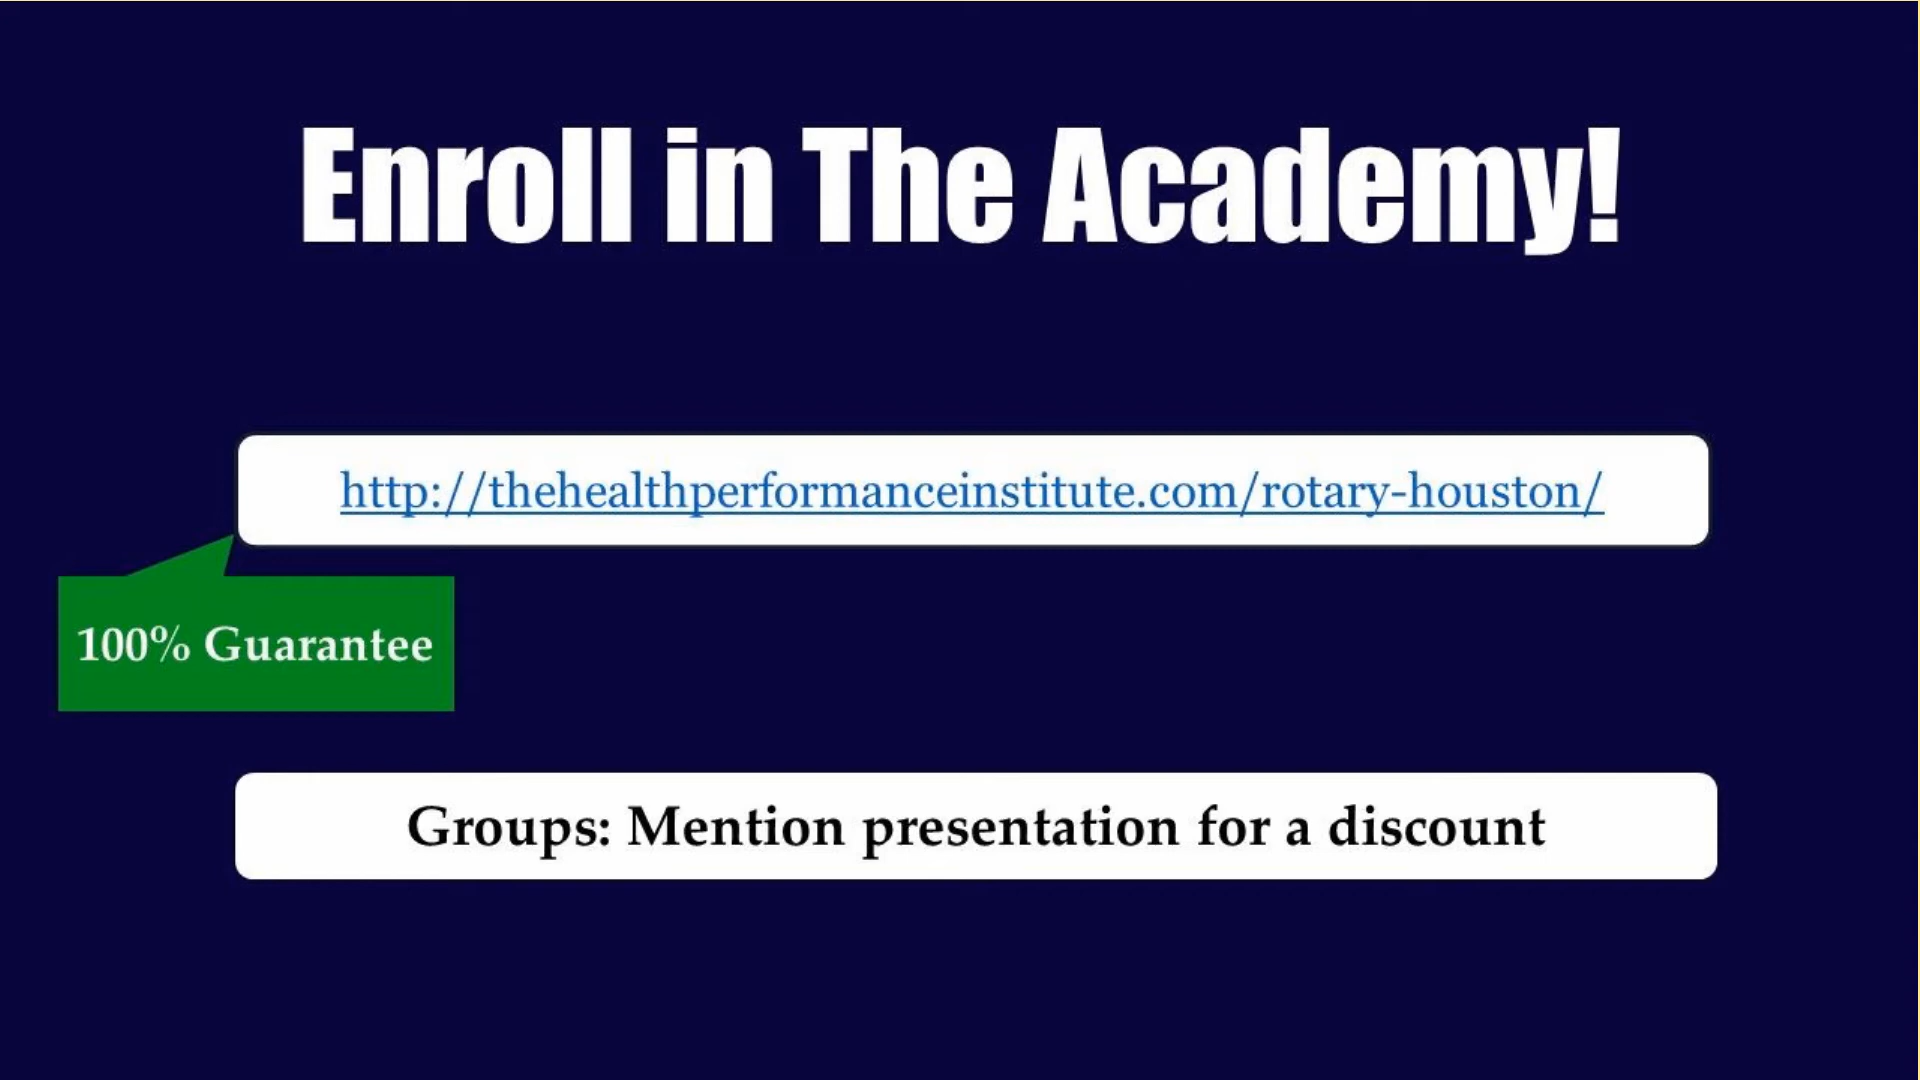 Enroll in The Academy!
http://thehealthperformanceinstitute.com/rotary-houston/
100% Guarantee
Groups: Mention presentation for a discount